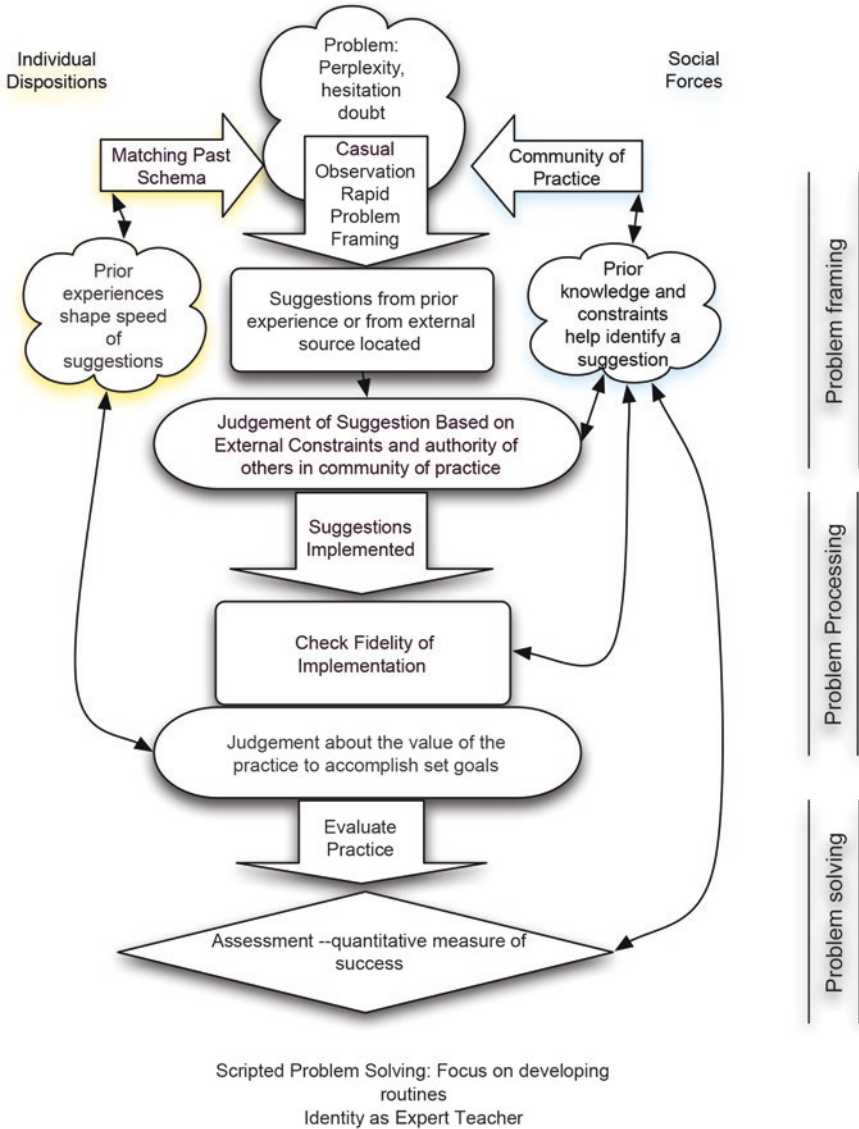 Individual
Dispositions
Problem:
Perplexity,
hesitation
doubt
Social
Forces
Matching Past
Schema
Casual
Observation
Rapid
Problem
Framing
Community of
Practice
Prior
experiences
shape speed
of
suggestions
Suggestions from prior
experience or from external
source located
Prior
knowledge and
constraints
help identify a
suggestion
Judgement of Suggestion Based on
External Constraints and authority of
others in community of practice
Suggestions
Implemented
Check Fidelity of
Implementation
Judgement about the value of the
practice to accomplish set goals
Evaluate
Practice
Assessment --quantitative measure of
success
Problem framing
Problem Processing
Problem solving
Scripted Problem Solving: Focus on developing
routines
Identity as Expert Teacher